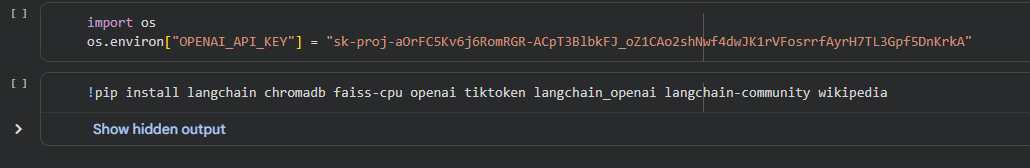 [ ]
import os
os.environ["OPENAI_API_KEY"] = "sk-proj-aOrFC5Kv6j6RomRGR-ACpT3BlbkFJ_oZ1CAo2shNwf4dwJK1rVFosrrfAyrH7TL3Gpf5DnKrkA"
[ ]
!pip install langchain chromadb faiss-cpu openai tiktoken langchain_openai langchain-community wikipedia
Show hidden output